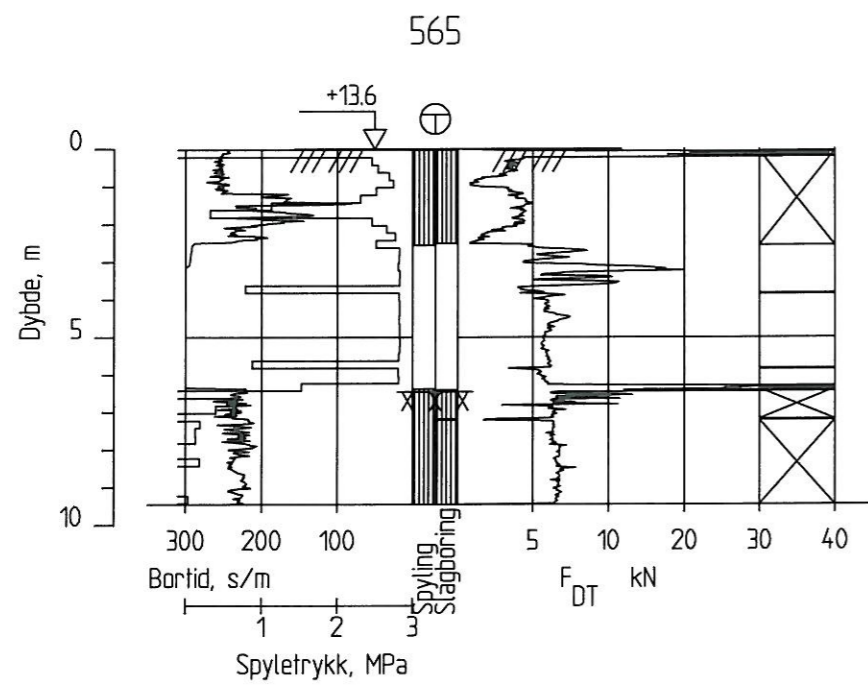 565
+13.6
T
0
5
10
Dybde, m
300 200 100
5 10 20 30 40
Bortid, s/m
Spyling
Slagboring
F DT kN
1 2 3
Spyletrykk, MPa